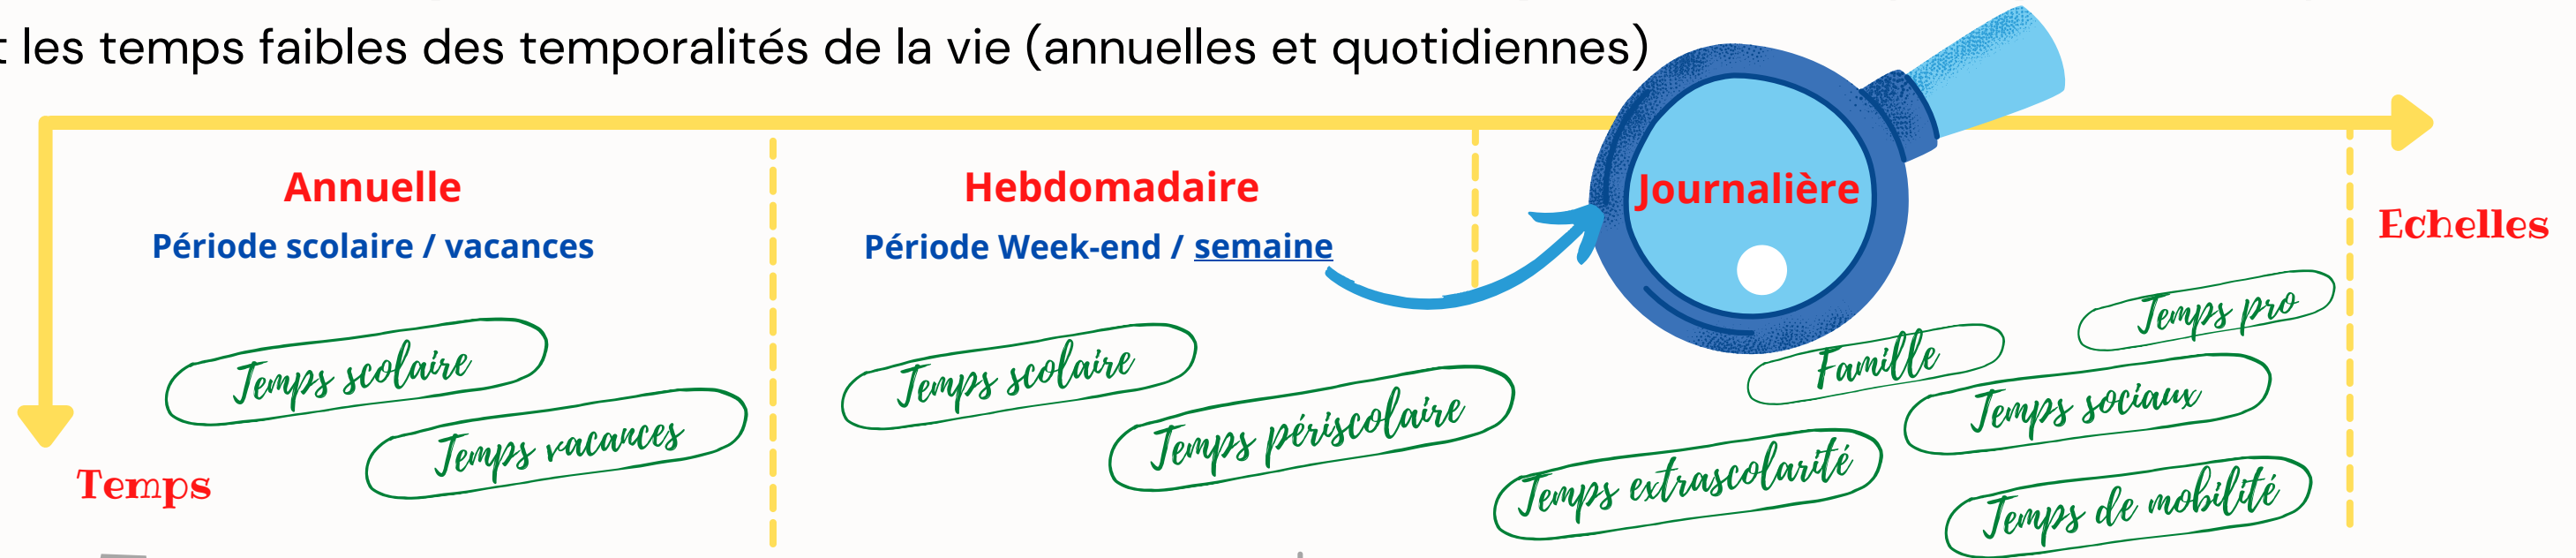 t les temps faibles des temporalités de la vie (annuelles et quotidiennes)
Annuelle
Période scolaire / vacances
Temps scolaire
Temps vacances
Hebdomadaire
Période Week-end / semaine
Temps scolaire
Temps périscolaire
Journalière
Famille
Temps pro
Temps sociaux
Temps extrascolarité
Temps de mobilité
Echelles
Temps